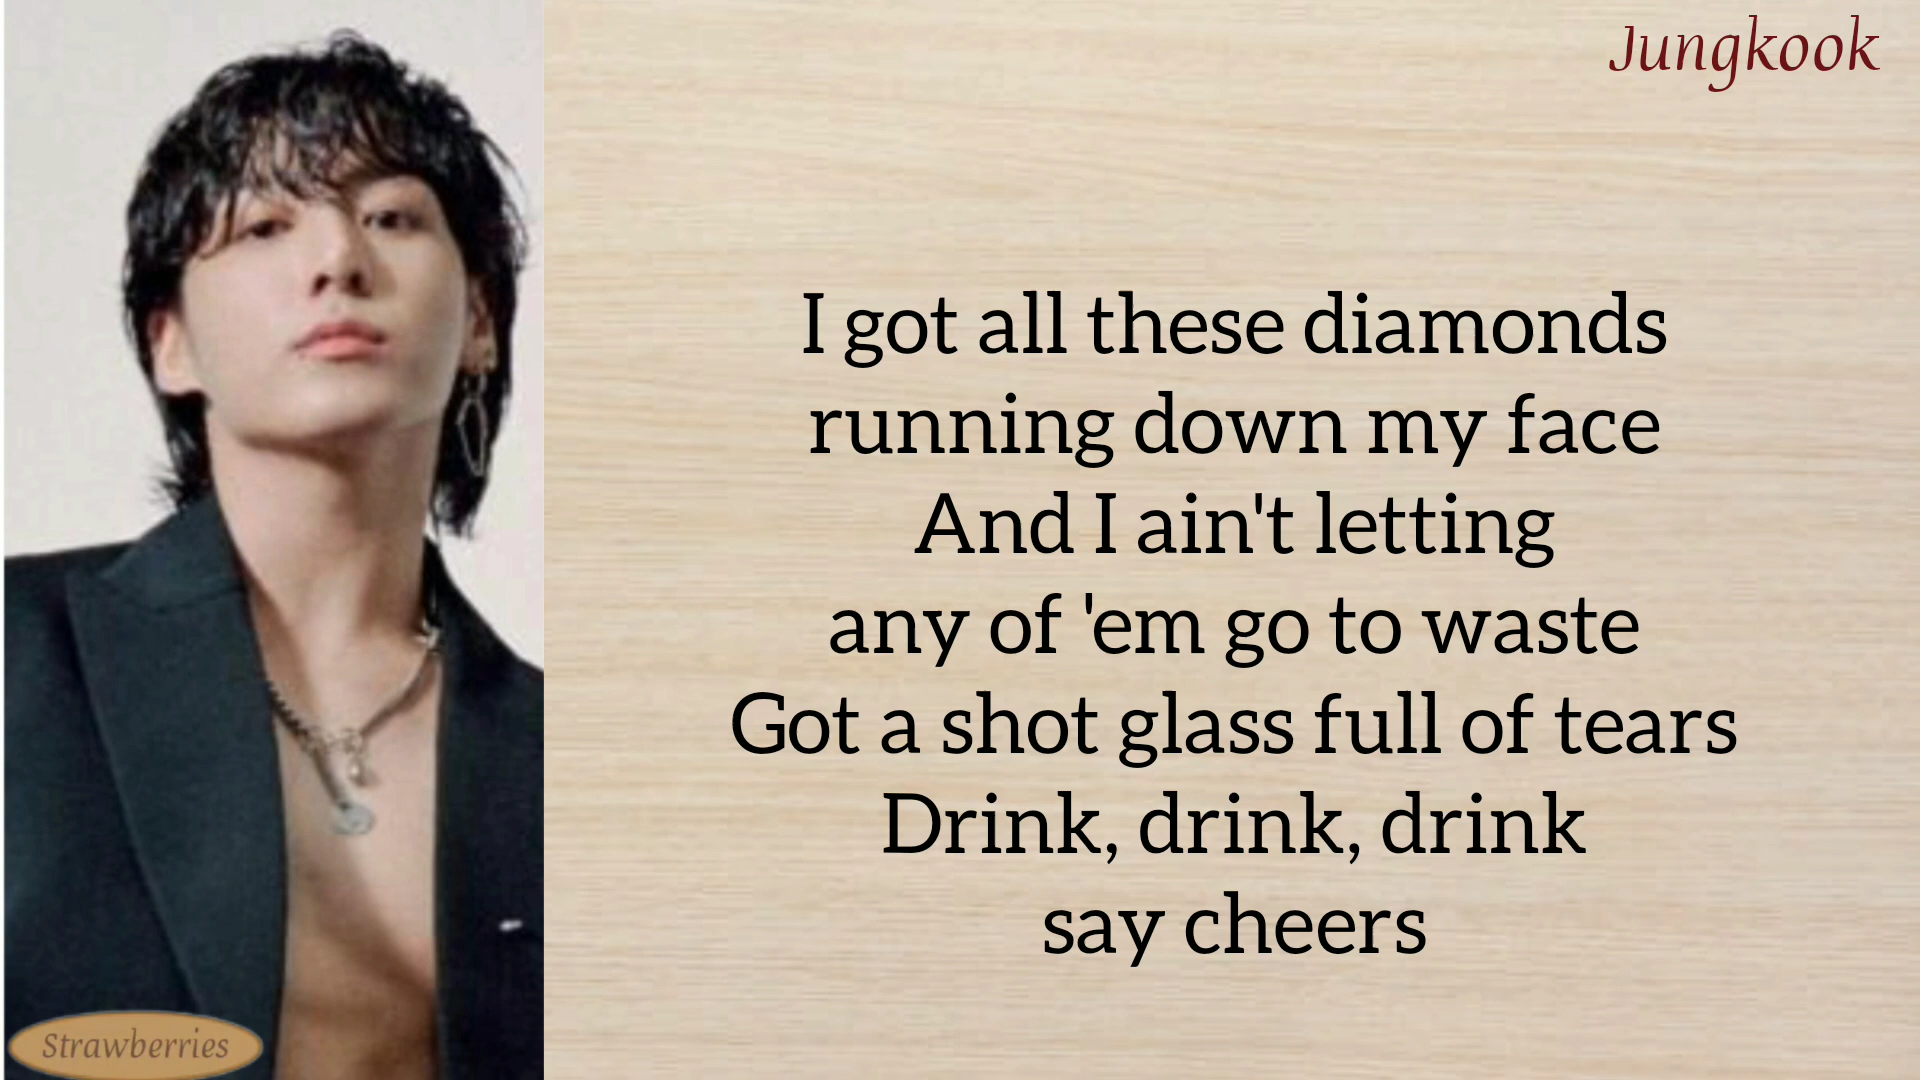 Jungkook
I got all these diamonds
running down my face
And I ain't letting
any of 'em go to waste
Got a shot glass full of tears
Drink, drink, drink
say cheers
Strawberries